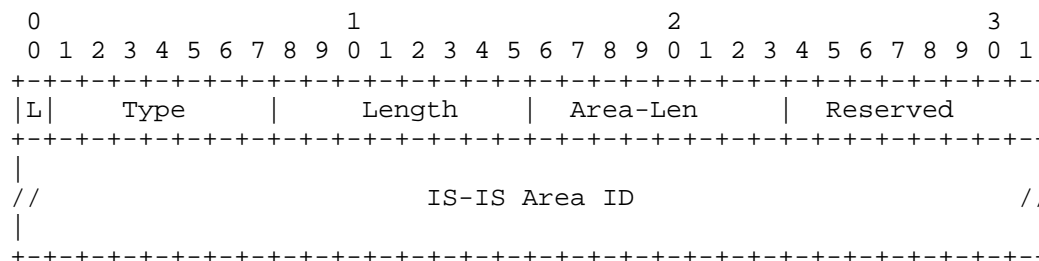 0                   1                   2                   3
 0 1 2 3 4 5 6 7 8 9 0 1 2 3 4 5 6 7 8 9 0 1 2 3 4 5 6 7 8 9 0 1
+-+-+-+-+-+-+-+-+-+-+-+-+-+-+-+-+-+-+-+-+-+-+-+-+-+-+-+-+-+-+-+--
|L|    Type     |     Length    |  Area-Len     |  Reserved
+-+-+-+-+-+-+-+-+-+-+-+-+-+-+-+-+-+-+-+-+-+-+-+-+-+-+-+-+-+-+-+--
|
//                        IS-IS Area ID                        //
|
+-+-+-+-+-+-+-+-+-+-+-+-+-+-+-+-+-+-+-+-+-+-+-+-+-+-+-+-+-+-+-+--